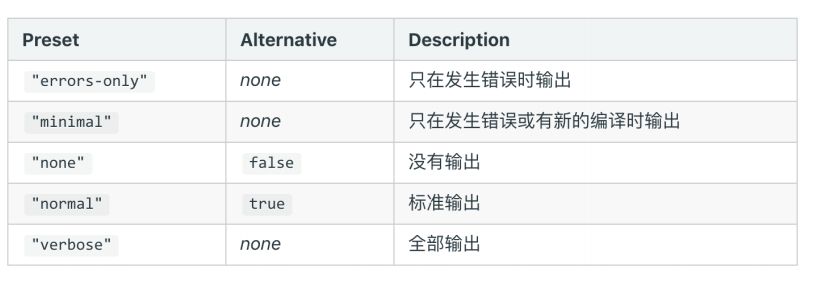 Preset Alternative Description
"errors-only" none 只在发生错误时输出
"minimal" none 只在发生错误或有新的编译时输出
"none" false 没有输出
"normal" true 标准输出
"verbose" none 全部输出